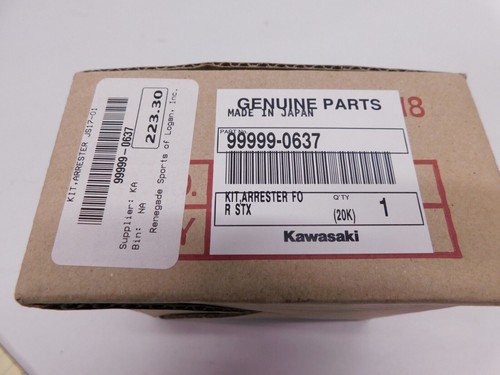 KIT,ARRESTER JS17-01
99999-0637
223.30
Supplier: KA
Bin: NA
Renegade Sports of Logan, Inc.
GENUINE PARTS
MADE IN JAPAN
PART No.
99999-0637
KIT,ARRESTER FO
R STX
Q'TY
(20K)
1
Kawasaki